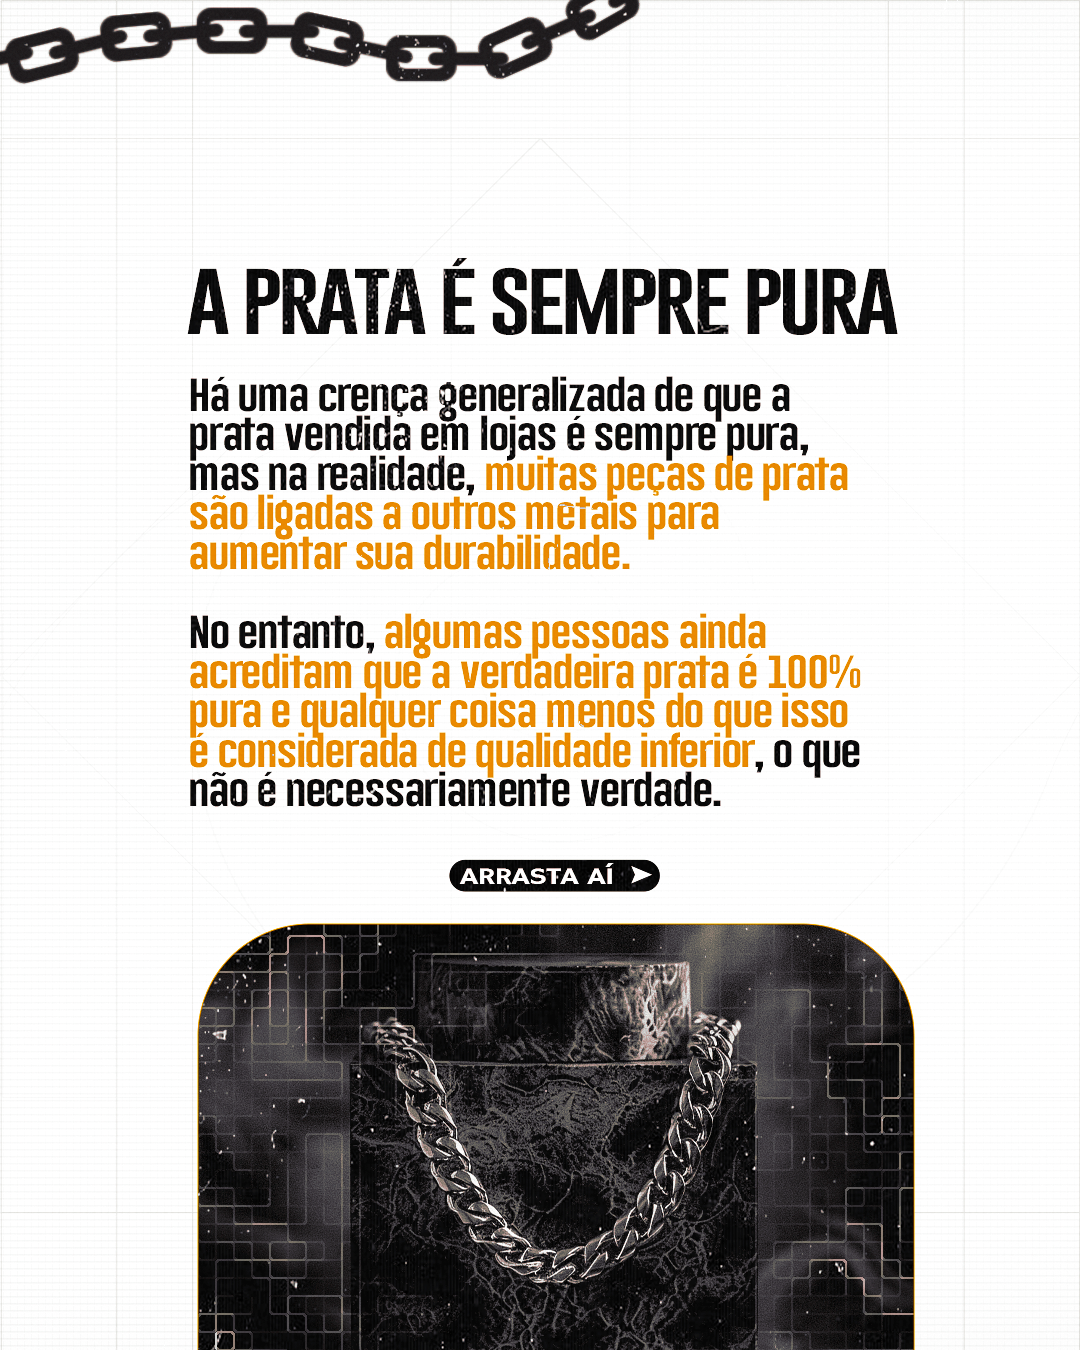 A PRATA É SEMPRE PURA
Há uma crença generalizada de que a
prata vendida em lojas é sempre pura,
mas na realidade, muitas peças de prata
são ligadas a outros metais para
aumentar sua durabilidade.
No entanto, algumas pessoas ainda
acreditam que a verdadeira prata é 100%
pura e qualquer coisa menos do que isso
é considerada de qualidade inferior, o que
não é necessariamente verdade.
ARRASTA AÍ